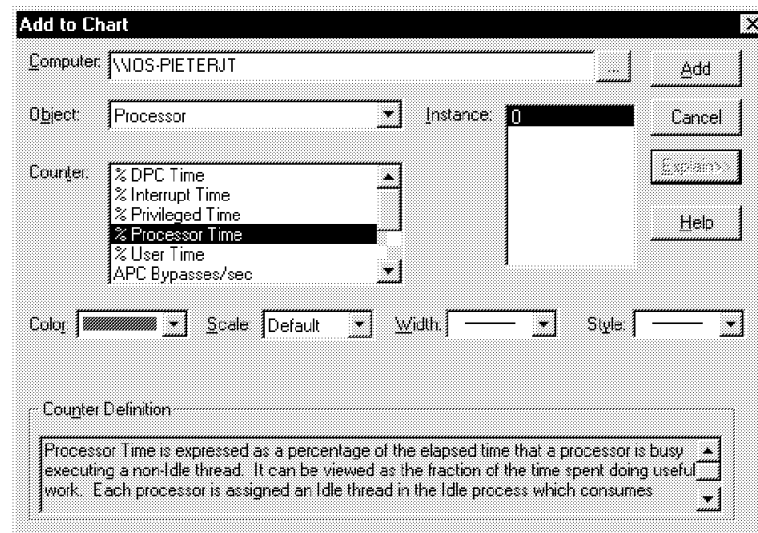 Add to Chart
Computer: \\IOS-PIETERJT ... Add
Object: Processor Instance: 0 Cancel
Counter: % DPC Time Explain>>
% Interrupt Time
% Privileged Time
% Processor Time Help
% User Time
APC Bypasses/sec
Color Scale Default Width: Style:
Counter Definition
Processor Time is expressed as a percentage of the elapsed time that a processor is busy
executing a non-Idle thread. It can be viewed as the fraction of the time spent doing useful
work. Each processor is assigned an Idle thread in the Idle process which consumes